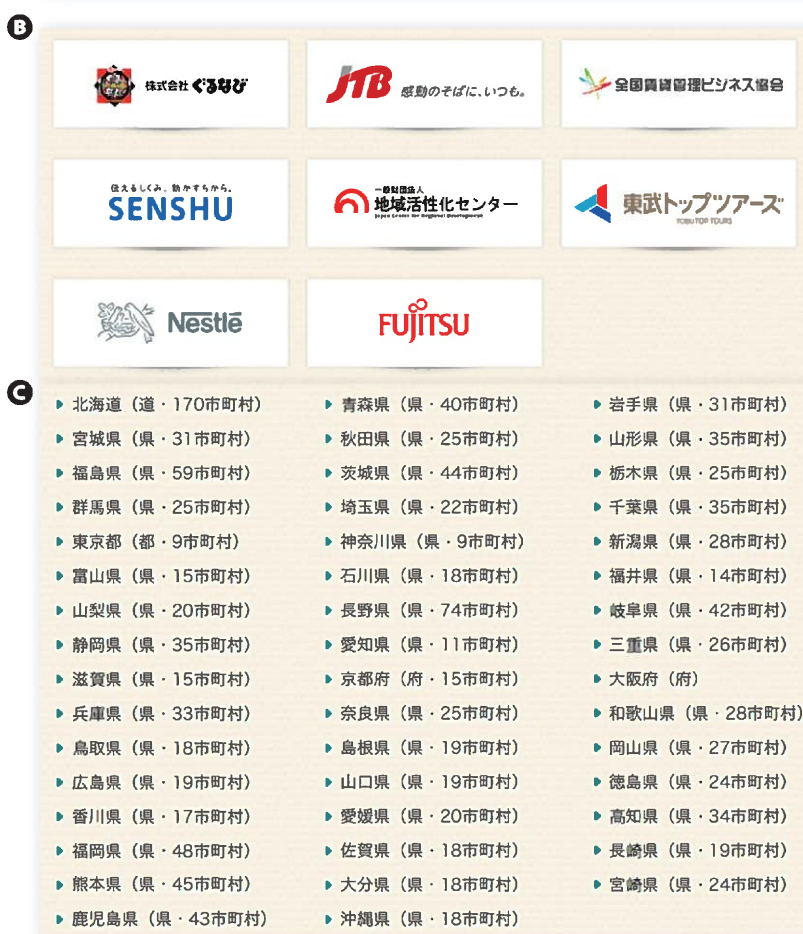 B
株式会社 ぐるなび
JTB 感動のそばに、いつも。
全国賃貸管理ビジネス協会
伝えるしくみ。動かすちから。
SENSHU
一般財団法人
地域活性化センター
Japan Center for Regional Development
東武トップツアーズ
TOBU TOP TOURS
Nestlé
FUJITSU
C
北海道（道・170市町村） 青森県（県・40市町村） 岩手県（県・31市町村）
宮城県（県・31市町村） 秋田県（県・25市町村） 山形県（県・35市町村）
福島県（県・59市町村） 茨城県（県・44市町村） 栃木県（県・25市町村）
群馬県（県・25市町村） 埼玉県（県・22市町村） 千葉県（県・35市町村）
東京都（都・9市町村） 神奈川県（県・9市町村） 新潟県（県・28市町村）
富山県（県・15市町村） 石川県（県・18市町村） 福井県（県・14市町村）
山梨県（県・20市町村） 長野県（県・74市町村） 岐阜県（県・42市町村）
静岡県（県・35市町村） 愛知県（県・11市町村） 三重県（県・26市町村）
滋賀県（県・15市町村） 京都府（府・15市町村） 大阪府（府）
兵庫県（県・33市町村） 奈良県（県・25市町村） 和歌山県（県・28市町村）
鳥取県（県・18市町村） 島根県（県・19市町村） 岡山県（県・27市町村）
広島県（県・19市町村） 山口県（県・19市町村） 徳島県（県・24市町村）
香川県（県・17市町村） 愛媛県（県・20市町村） 高知県（県・34市町村）
福岡県（県・48市町村） 佐賀県（県・18市町村） 長崎県（県・19市町村）
熊本県（県・45市町村） 大分県（県・18市町村） 宮崎県（県・24市町村）
鹿児島県（県・43市町村） 沖縄県（県・18市町村）